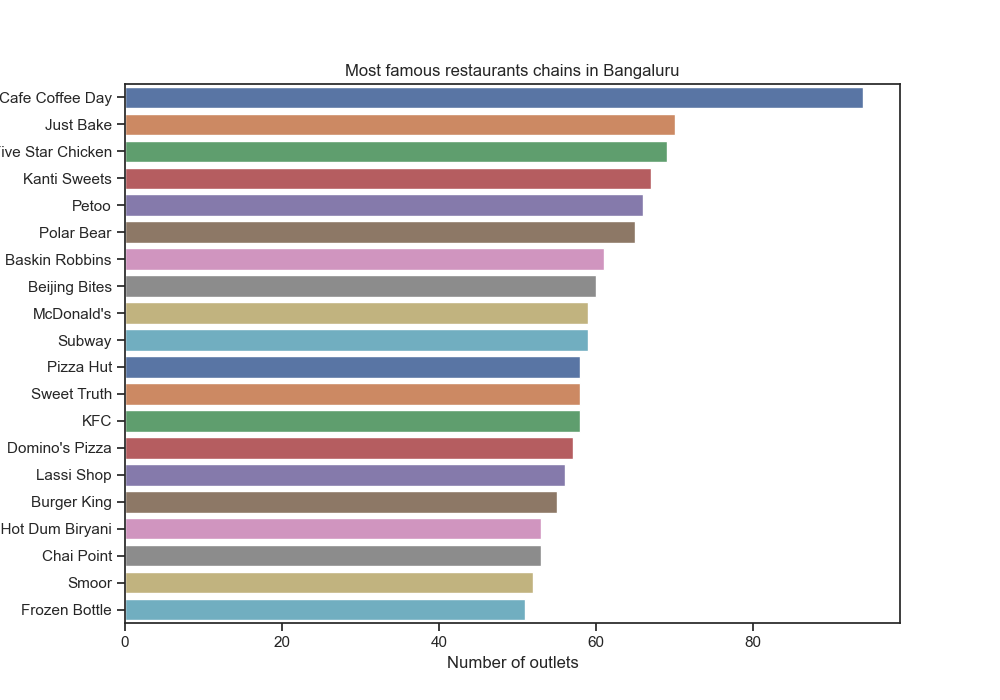 Most famous restaurants chains in Bangaluru
Cafe Coffee Day
Just Bake
ive Star Chicken
Kanti Sweets
Petoo
Polar Bear
Baskin Robbins
Beijing Bites
McDonald's
Subway
Pizza Hut
Sweet Truth
KFC
Domino's Pizza
Lassi Shop
Burger King
Hot Dum Biryani
Chai Point
Smoor
Frozen Bottle
0 20 40 60 80
Number of outlets